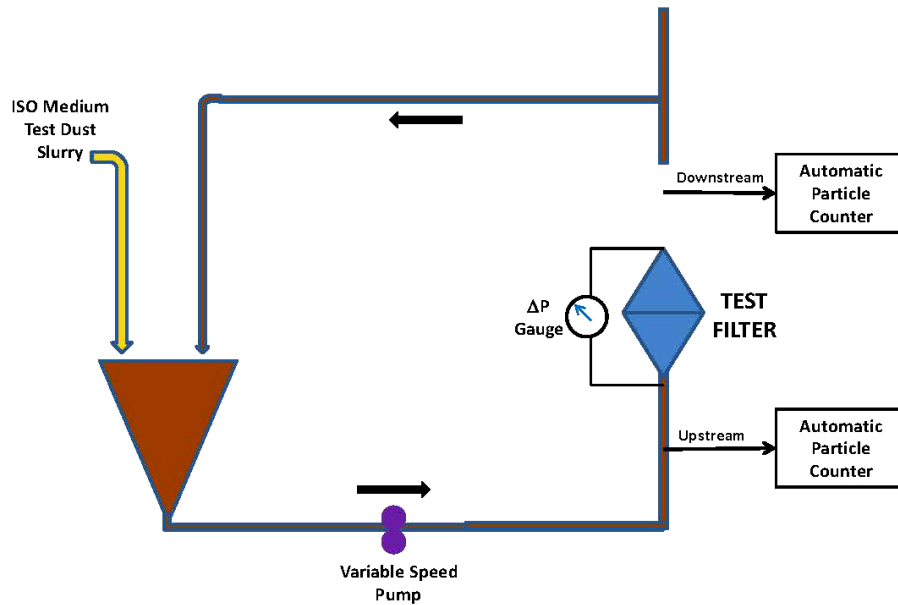 ISO Medium
Test Dust
Slurry
Downstream
Automatic
Particle
Counter
ΔP
Gauge
TEST
FILTER
Upstream
Automatic
Particle
Counter
Variable Speed
Pump